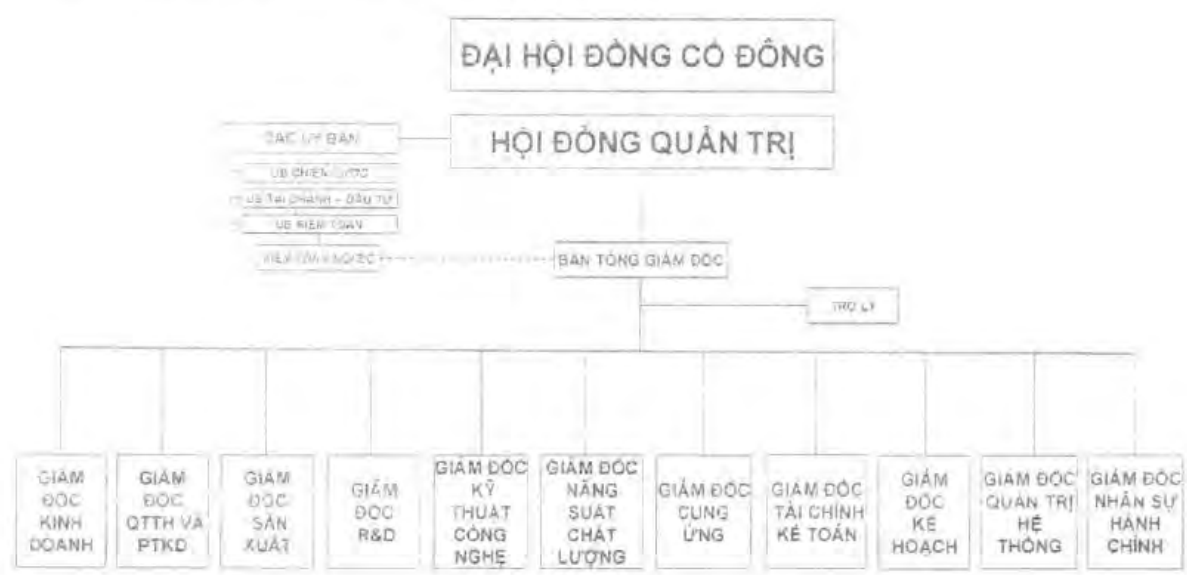 ĐẠI HỘI ĐỒNG CỔ ĐÔNG
CÁC UỶ BAN
HỘI ĐỒNG QUẢN TRỊ
UB CHIẾN LƯỢC
UB TÀI CHÁNH - ĐẦU TƯ
UB KIỂM TOÁN
BAN TỔNG GIÁM ĐỐC
TRỢ LÝ
GIÁM
ĐỐC
KINH
DOANH
GIÁM
ĐỐC
QTTH VÀ
PTKD
GIÁM
ĐỐC
SẢN
XUẤT
GIÁM
ĐỐC
R&D
GIÁM ĐỐC
KỸ
THUẬT
CÔNG
NGHỆ
GIÁM ĐỐC
NĂNG
SUẤT
CHẤT
LƯỢNG
GIÁM ĐỐC
CUNG
ỨNG
GIÁM ĐỐC
TÀI CHÍNH
KẾ TOÁN
GIÁM
ĐỐC
KẾ
HOẠCH
GIÁM ĐỐC
QUẢN TRỊ
HỆ
THỐNG
GIÁM ĐỐC
NHÂN SỰ
HÀNH
CHÍNH